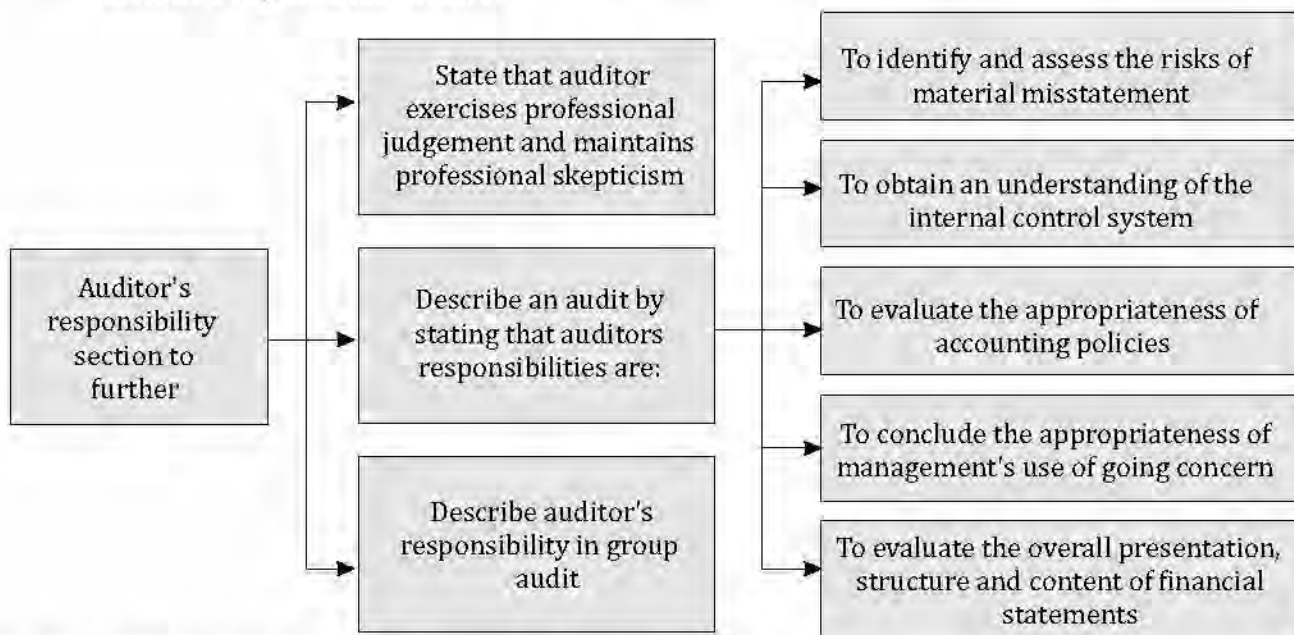 Auditor's
responsibility
section to
further
State that auditor
exercises professional
judgement and maintains
professional skepticism
Describe an audit by
stating that auditors
responsibilities are:
Describe auditor's
responsibility in group
audit
To identify and assess the risks of
material misstatement
To obtain an understanding of the
internal control system
To evaluate the appropriateness of
accounting policies
To conclude the appropriateness of
management's use of going concern
To evaluate the overall presentation,
structure and content of financial
statements